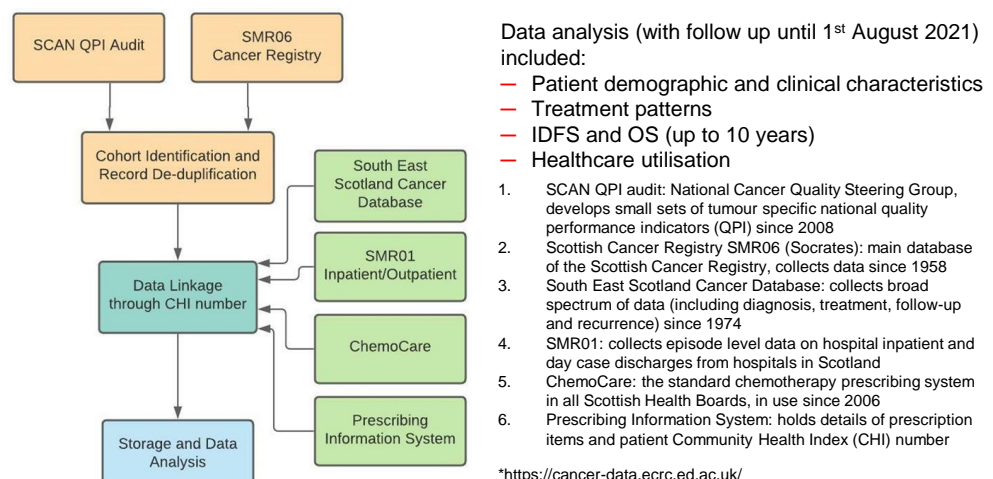 SCAN QPI Audit
SMR06
Cancer Registry
Cohort Identification and
Record De-duplification
South East
Scotland Cancer
Database
SMR01
Inpatient/Outpatient
Data Linkage
through CHI number
ChemoCare
Prescribing
Information System
Storage and Data
Analysis
Data analysis (with follow up until 1st August 2021)
included:
— Patient demographic and clinical characteristics
— Treatment patterns
— IDFS and OS (up to 10 years)
— Healthcare utilisation
1. SCAN QPI audit: National Cancer Quality Steering Group,
develops small sets of tumour specific national quality
performance indicators (QPI) since 2008
2. Scottish Cancer Registry SMR06 (Socrates): main database
of the Scottish Cancer Registry, collects data since 1958
3. South East Scotland Cancer Database: collects broad
spectrum of data (including diagnosis, treatment, follow-up
and recurrence) since 1974
4. SMR01: collects episode level data on hospital inpatient and
day case discharges from hospitals in Scotland
5. ChemoCare: the standard chemotherapy prescribing system
in all Scottish Health Boards, in use since 2006
6. Prescribing Information System: holds details of prescription
items and patient Community Health Index (CHI) number
*https://cancer-data.ecrc.ed.ac.uk/